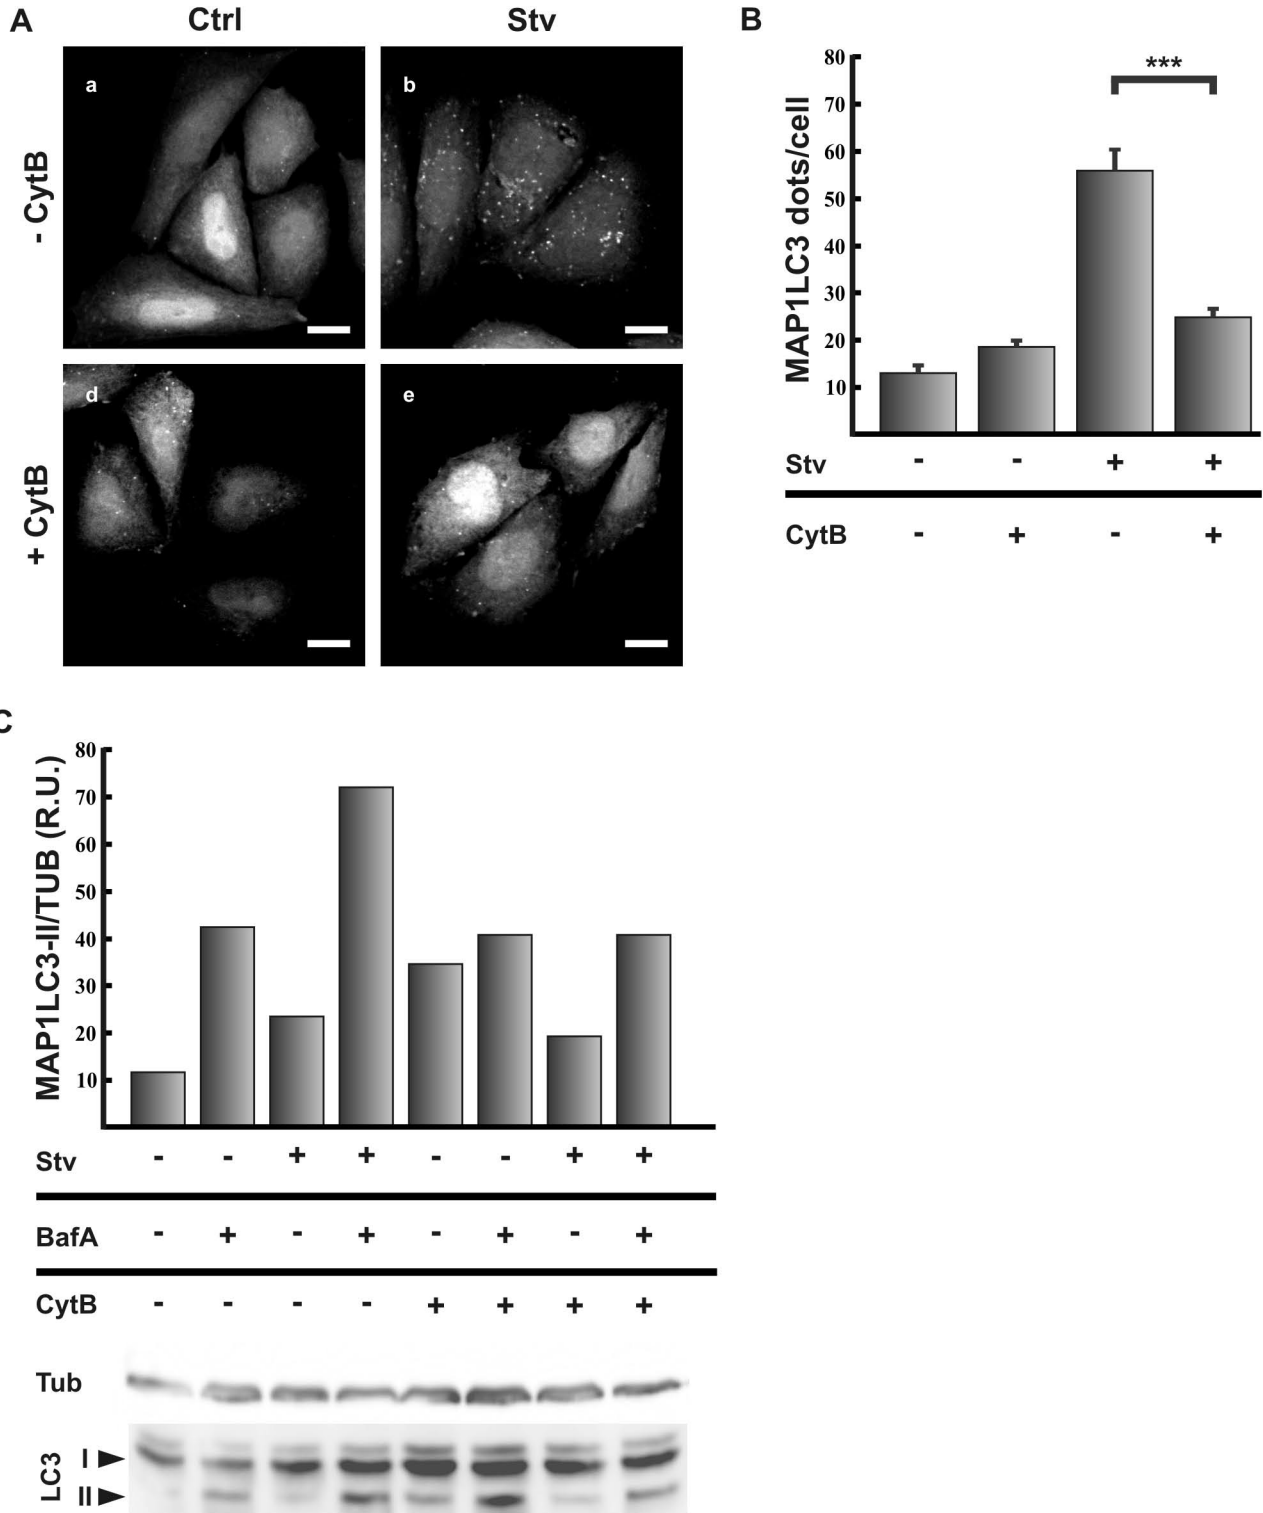 A
Ctrl
Stv
- CytB
a
b
+ CytB
d
e
B
MAP1LC3 dots/cell
80
70
60
50
40
30
20
10
***
Stv - - + +
CytB - + - +
C
MAP1LC3-II/TUB (R.U.)
80
70
60
50
40
30
20
10
Stv - - + + - - + +
BafA - + - + - + - +
CytB - - - - + + + +
Tub
LC3
I
II